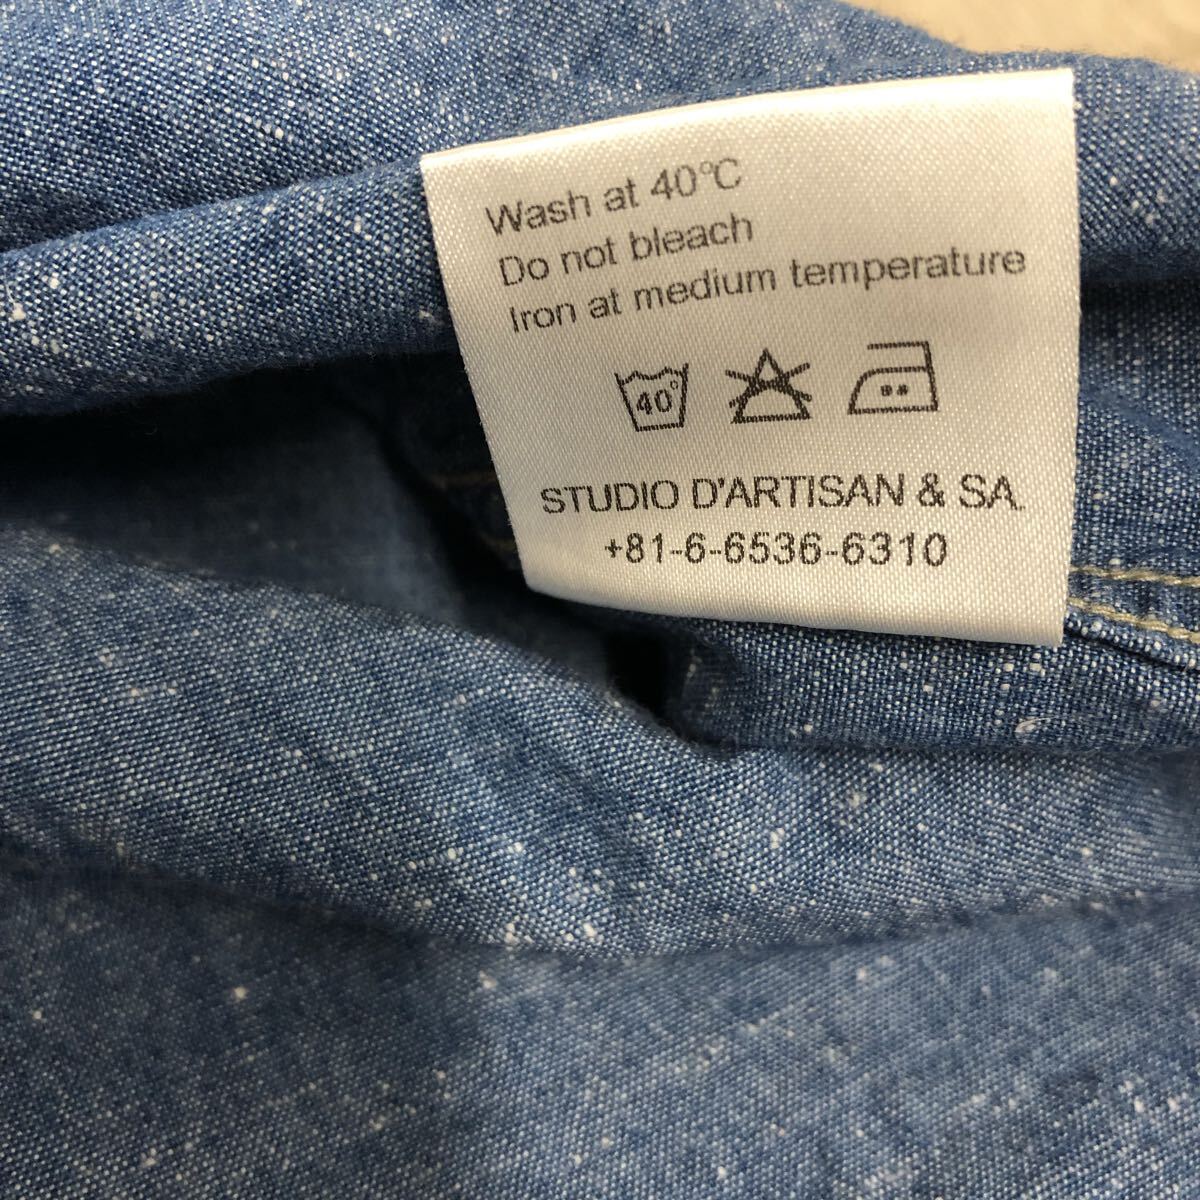 Wash at 40°C
Do not bleach
Iron at medium temperature
40°
STUDIO D'ARTISAN & SA.
+81-6-6536-6310